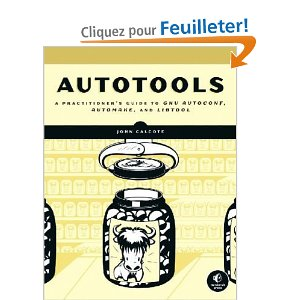 Cliquez pour Feuilleter!
AUTOTOOLS
A PRACTITIONER'S GUIDE TO GNU AUTOCONF,
AUTOMAKE, AND LIBTOOL
JOHN CALCOTE